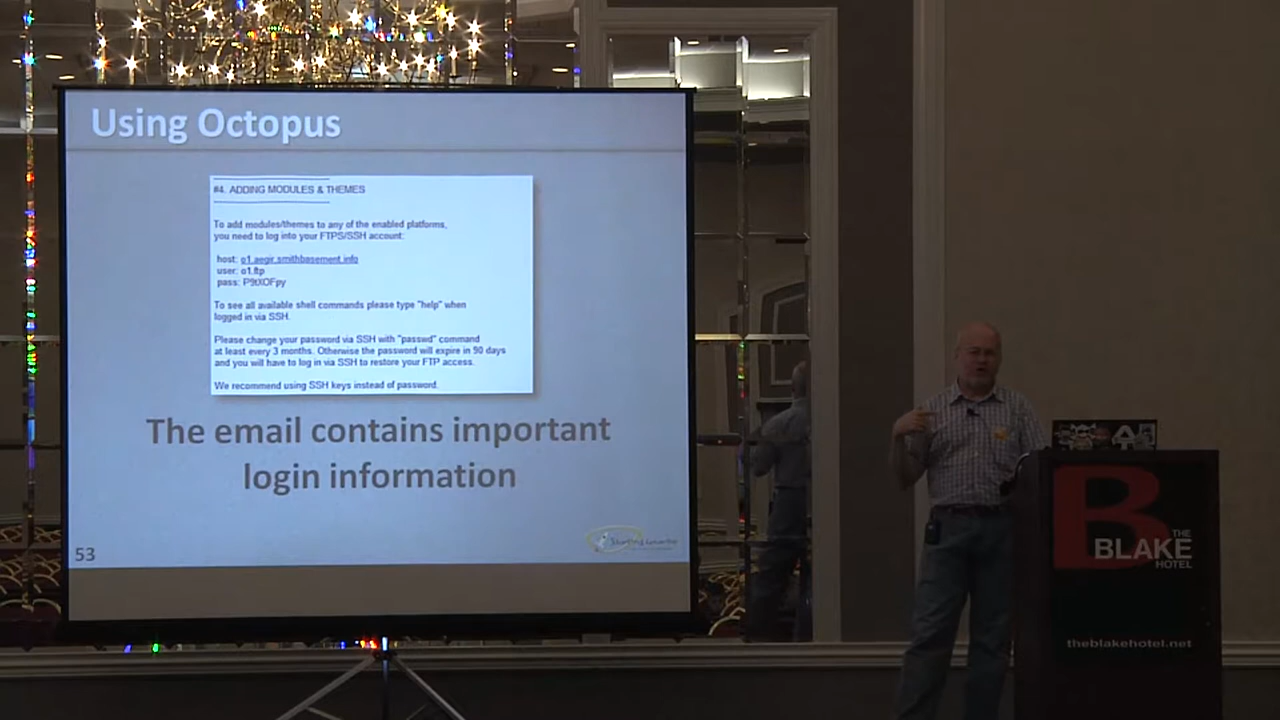 Using Octopus
#4. ADDING MODULES & THEMES
To add modules/themes to any of the enabled platforms,
you need to log into your FTPS/SSH account:
host: o1.aegir.smithbasement.info
user: o1.ftp
pass: P9tXOFpy
To see all available shell commands please type "help" when
logged in via SSH.
Please change your password via SSH with "passwd" command
at least every 3 months. Otherwise the password will expire in 90 days
and you will have to log in via SSH to restore your FTP access.
We recommend using SSH keys instead of password.
The email contains important
login information
53
B
THE
BLAKE
HOTEL
theblakehotel.net